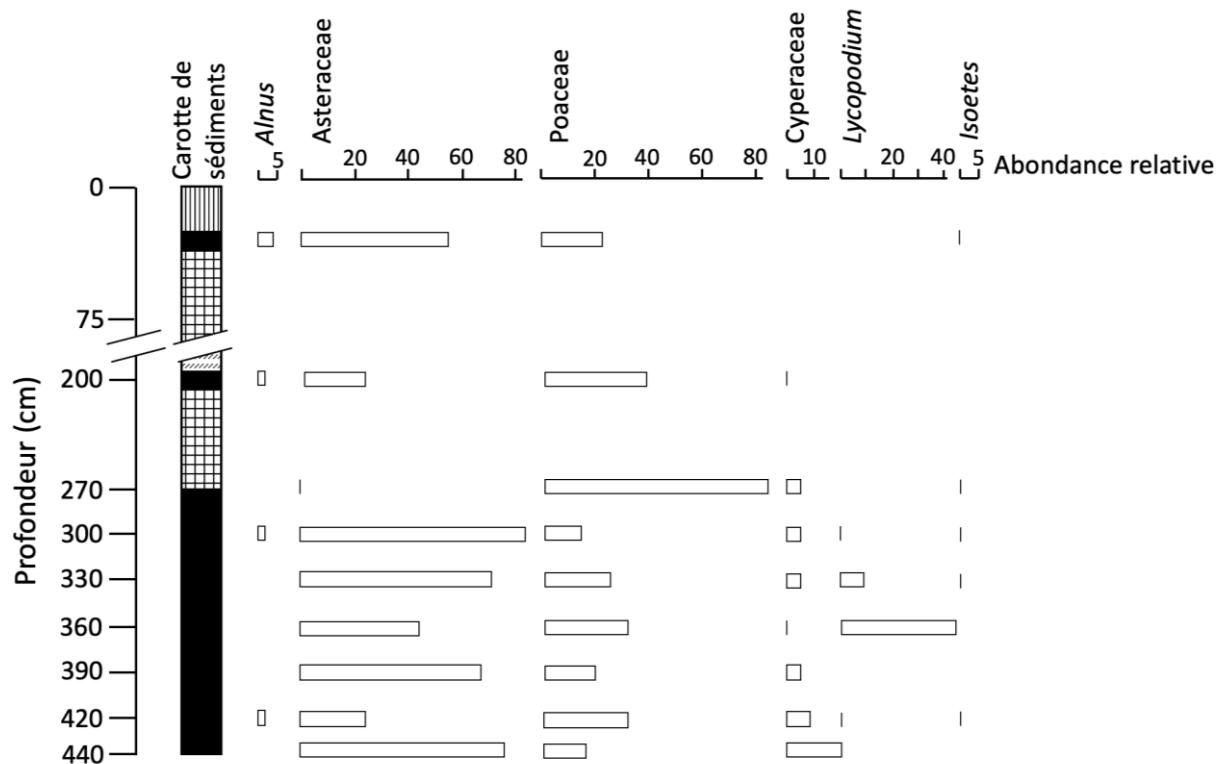 Carotte de
sédiments
Alnus
Asteraceae
Poaceae
Cyperaceae
Lycopodium
Isoetes
5
20 40 60 80
20 40 60 80
10
20 40
5
Abondance relative
Profondeur (cm)
0
75
200
270
300
330
360
390
420
440